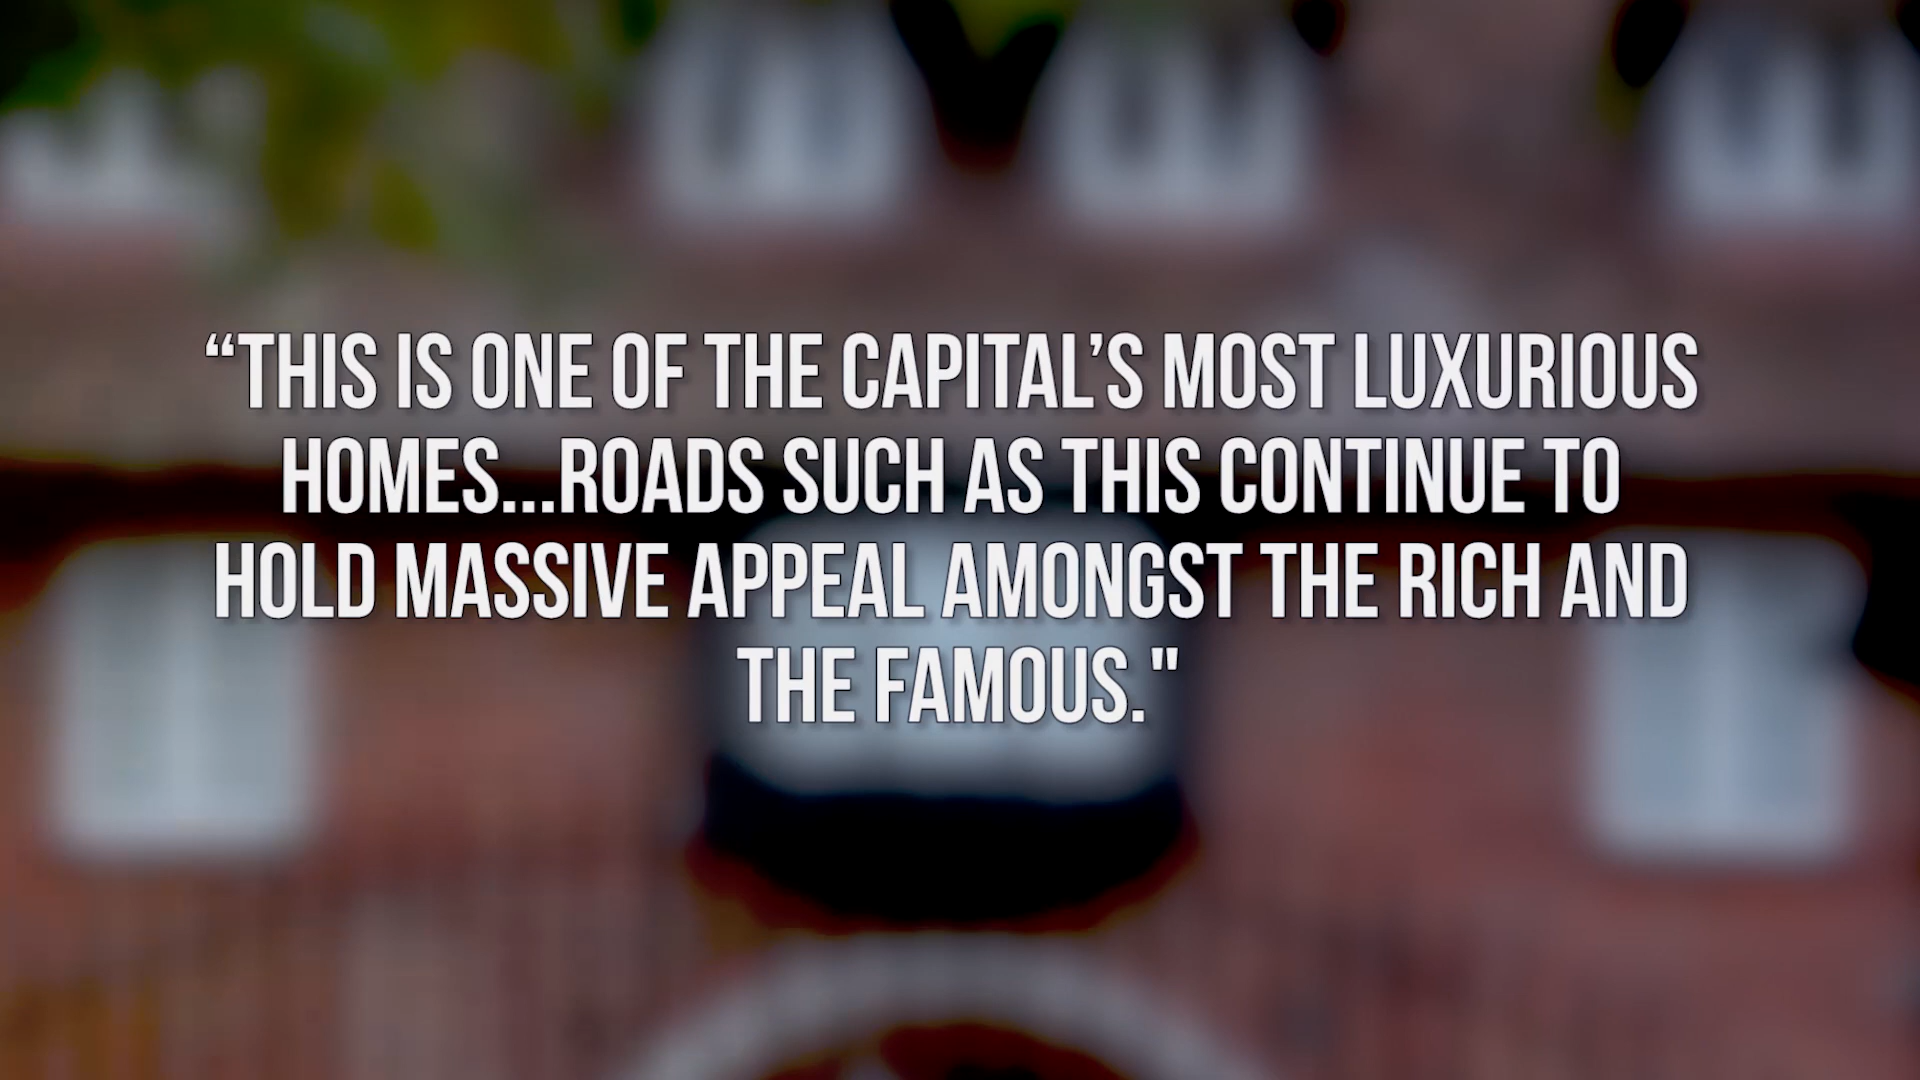 “THIS IS ONE OF THE CAPITAL’S MOST LUXURIOUS
HOMES...ROADS SUCH AS THIS CONTINUE TO
HOLD MASSIVE APPEAL AMONGST THE RICH AND
THE FAMOUS."